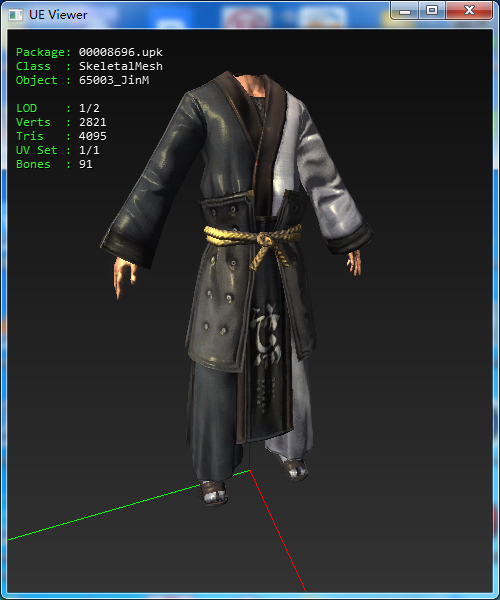 UE Viewer
Package: 00008696.upk
Class  : SkeletalMesh
Object : 65003_JinM
LOD    : 1/2
Verts  : 2821
Tris   : 4095
UV Set : 1/1
Bones  : 91